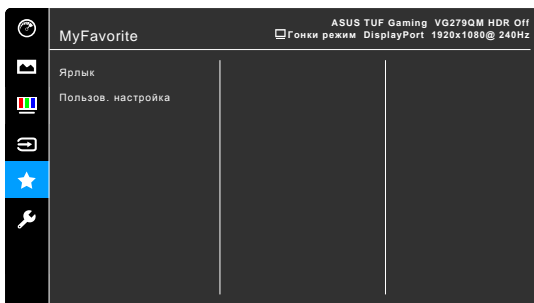 MyFavorite
ASUS TUF Gaming VG279QM HDR Off
Гонки режим DisplayPort 1920x1080@ 240Hz
Ярлык
Пользов. настройка